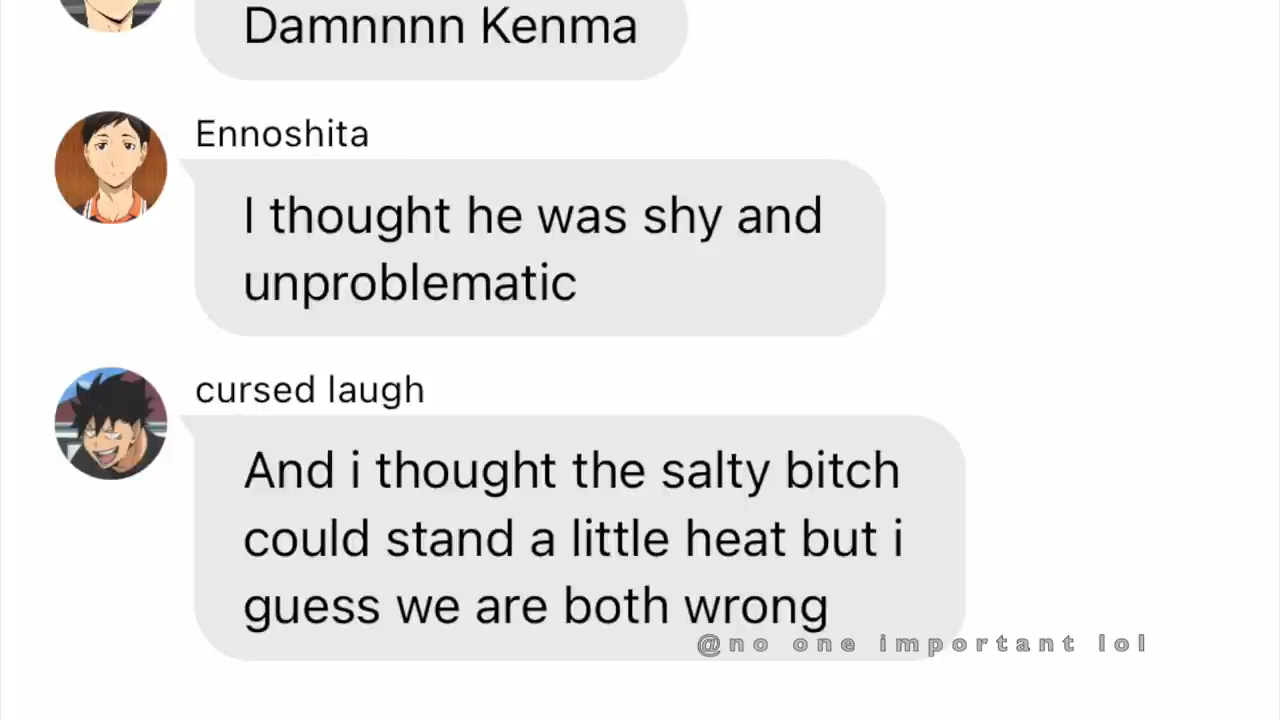 Damnnnn Kenma
Ennoshita
I thought he was shy and
unproblematic
cursed laugh
And i thought the salty bitch
could stand a little heat but i
guess we are both wrong
@no one important lol